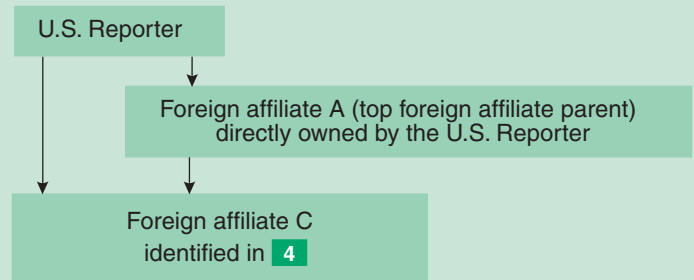 U.S. Reporter
Foreign affiliate A (top foreign affiliate parent)
directly owned by the U.S. Reporter
Foreign affiliate C
identified in 4